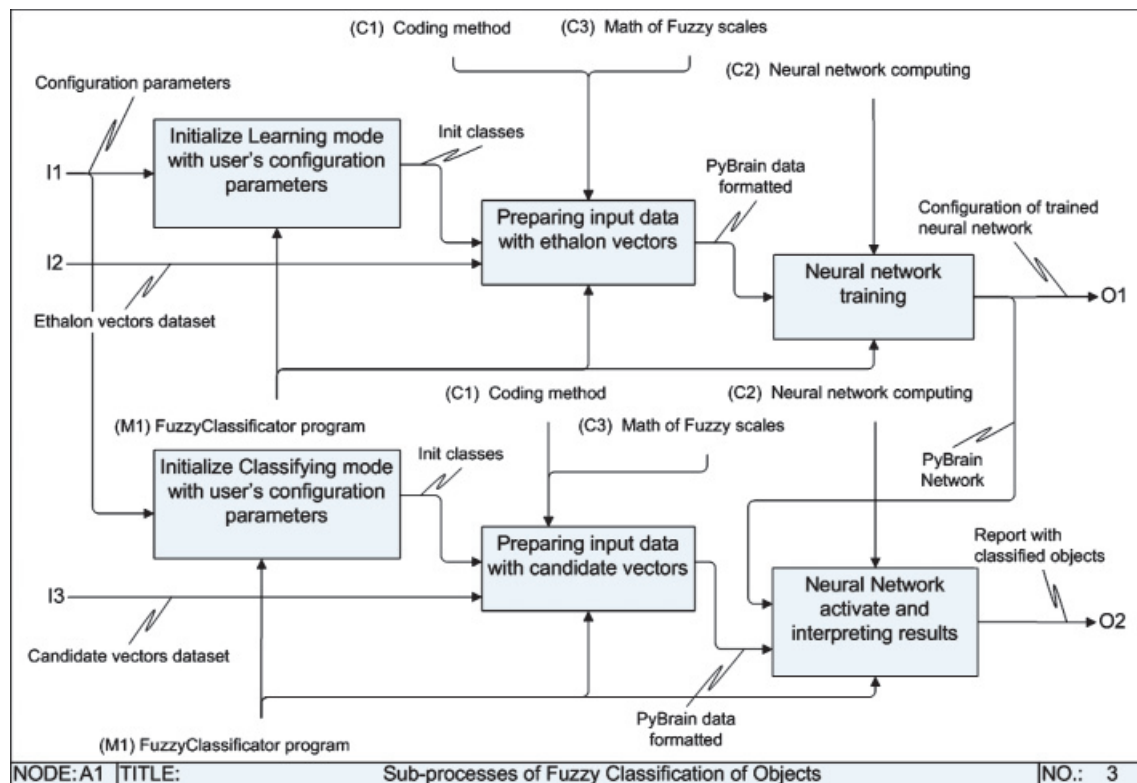 (C1) Coding method
(C3) Math of Fuzzy scales
(C2) Neural network computing
Configuration parameters
Initialize Learning mode
with user's configuration
parameters
Init classes
I1
PyBrain data
formatted
Preparing input data
with ethalon vectors
Configuration of trained
neural network
I2
Neural network
training
O1
Ethalon vectors dataset
(M1) FuzzyClassificator program
(C1) Coding method
(C3) Math of Fuzzy scales
(C2) Neural network computing
Initialize Classifying mode
with user's configuration
parameters
Init classes
PyBrain
Network
Preparing input data
with candidate vectors
Report with
classified objects
I3
Neural Network
activate and
interpreting results
O2
Candidate vectors dataset
PyBrain data
formatted
(M1) FuzzyClassificator program
NODE: A1 TITLE: Sub-processes of Fuzzy Classification of Objects NO.: 3